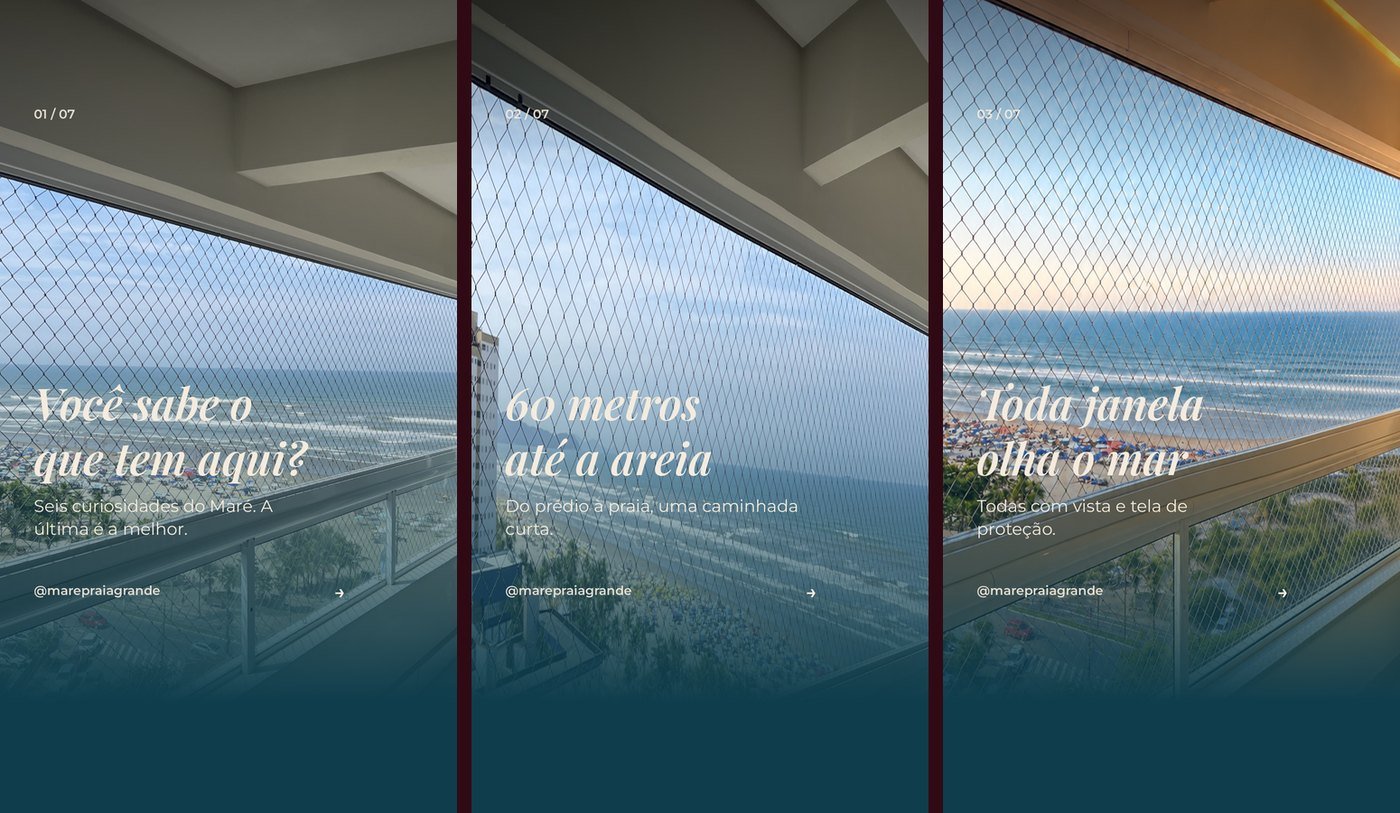 01 / 07
Você sabe o
que tem aqui?
Seis curiosidades do Maré. A
última é a melhor.
@marepraiagrande →
02 / 07
60 metros
até a areia
Do prédio à praia, uma caminhada
curta.
@marepraiagrande →
03 / 07
Toda janela
olha o mar
Todas com vista e tela de
proteção.
@marepraiagrande →